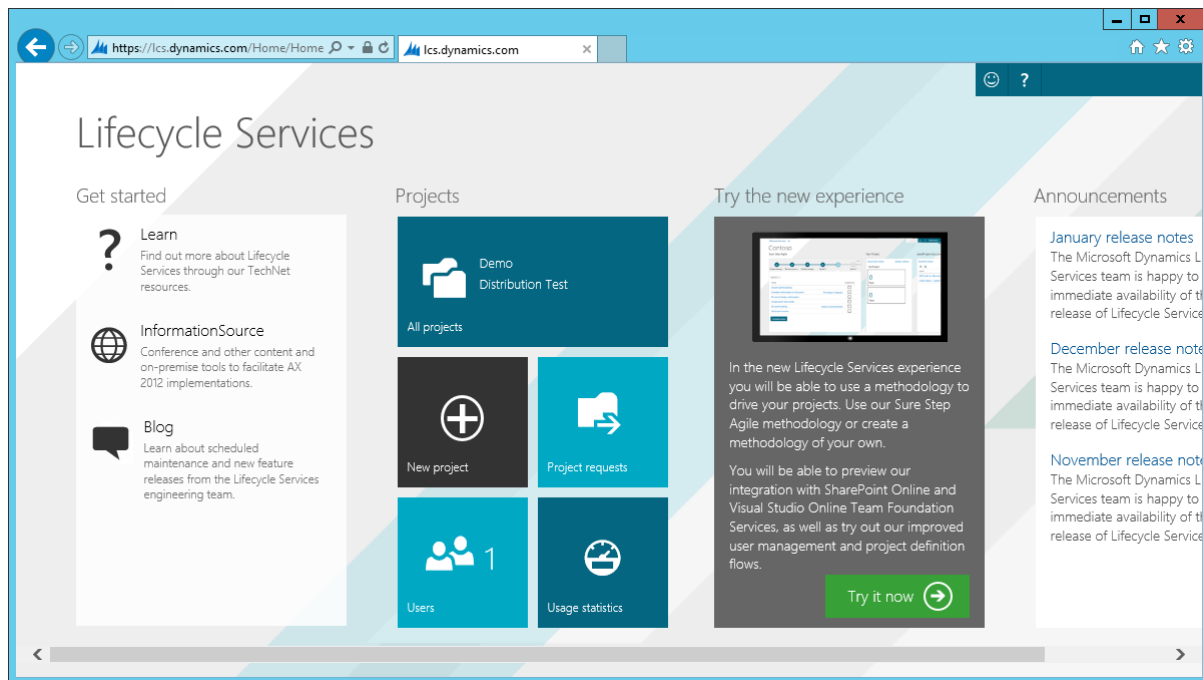 https://lcs.dynamics.com/Home/Home
lcs.dynamics.com
?
Lifecycle Services
Get started
?
Learn
Find out more about Lifecycle
Services through our TechNet
resources.
InformationSource
Conference and other content and
on-premise tools to facilitate AX
2012 implementations.
Blog
Learn about scheduled
maintenance and new feature
releases from the Lifecycle Services
engineering team.
Projects
Demo
Distribution Test
All projects
New project
Project requests
1
Users
Usage statistics
Try the new experience
Contoso
In the new Lifecycle Services experience
you will be able to use a methodology to
drive your projects. Use our Sure Step
Agile methodology or create a
methodology of your own.
You will be able to preview our
integration with SharePoint Online and
Visual Studio Online Team Foundation
Services, as well as try out our improved
user management and project definition
flows.
Try it now
Announcements
January release notes
The Microsoft Dynamics L
Services team is happy to
immediate availability of t
release of Lifecycle Service
December release note
The Microsoft Dynamics L
Services team is happy to
immediate availability of t
release of Lifecycle Service
November release note
The Microsoft Dynamics L
Services team is happy to
immediate availability of t
release of Lifecycle Service